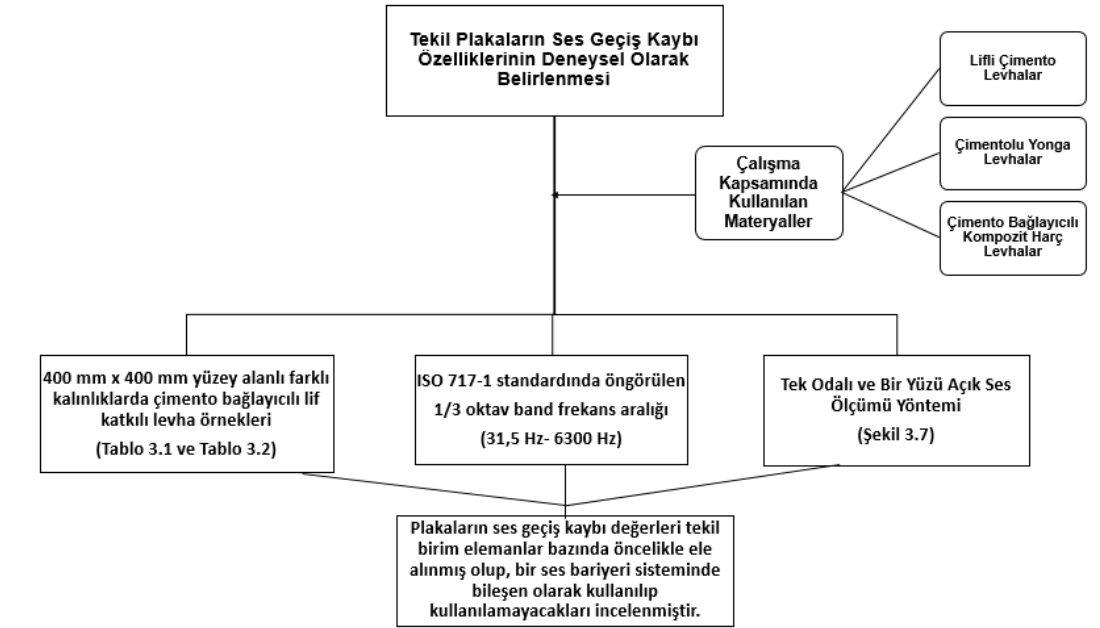 Tekil Plakaların Ses Geçiş Kaybı
Özelliklerinin Deneysel Olarak
Belirlenmesi
Lifli Çimento
Levhalar
Çalışma
Kapsamında
Kullanılan
Materyaller
Çimentolu Yonga
Levhalar
Çimento Bağlayıcılı
Kompozit Harç
Levhalar
400 mm x 400 mm yüzey alanlı farklı
kalınlıklarda çimento bağlayıcılı lif
katkılı levha örnekleri
(Tablo 3.1 ve Tablo 3.2)
ISO 717-1 standardında öngörülen
1/3 oktav band frekans aralığı
(31,5 Hz- 6300 Hz)
Tek Odalı ve Bir Yüzü Açık Ses
Ölçümü Yöntemi
(Şekil 3.7)
Plakaların ses geçiş kaybı değerleri tekil
birim elemanlar bazında öncelikle ele
alınmış olup, bir ses bariyeri sisteminde
bileşen olarak kullanılıp
kullanılamayacakları incelenmiştir.